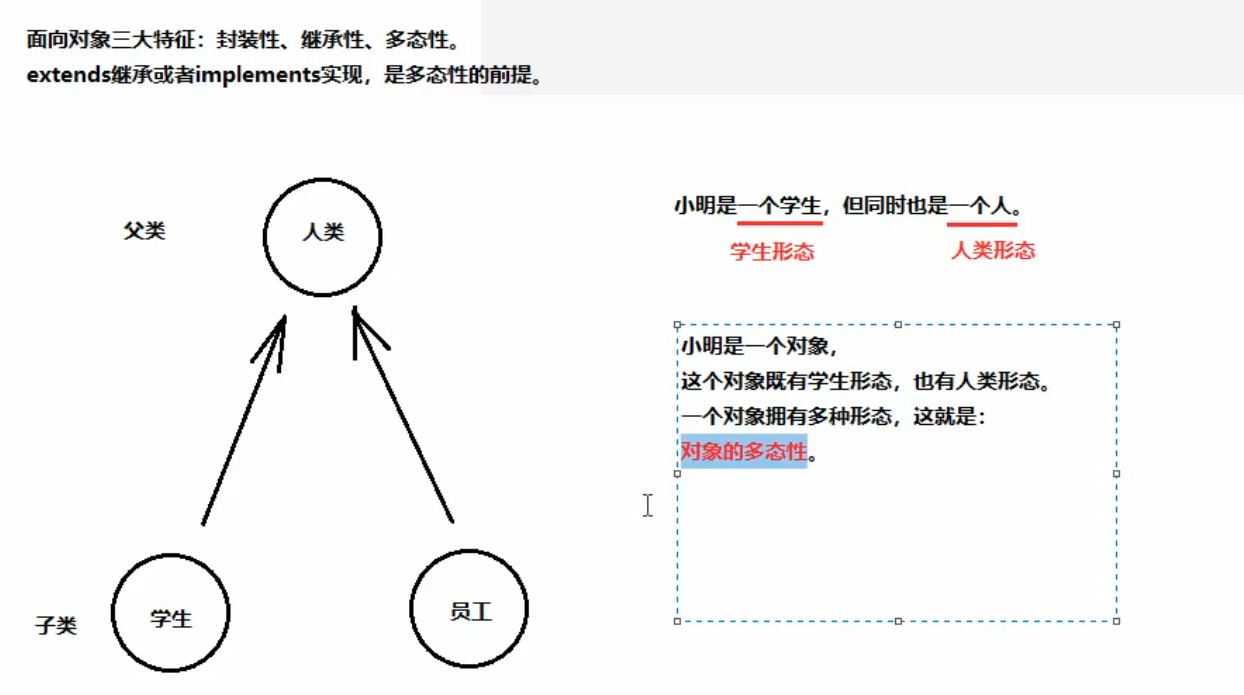 面向对象三大特征：封装性、继承性、多态性。
extends继承或者implements实现，是多态性的前提。
父类
人类
小明是一个学生，但同时也是一个人。
学生形态
人类形态
小明是一个对象，
这个对象既有学生形态，也有人类形态。
一个对象拥有多种形态，这就是：
对象的多态性。
子类
学生
员工